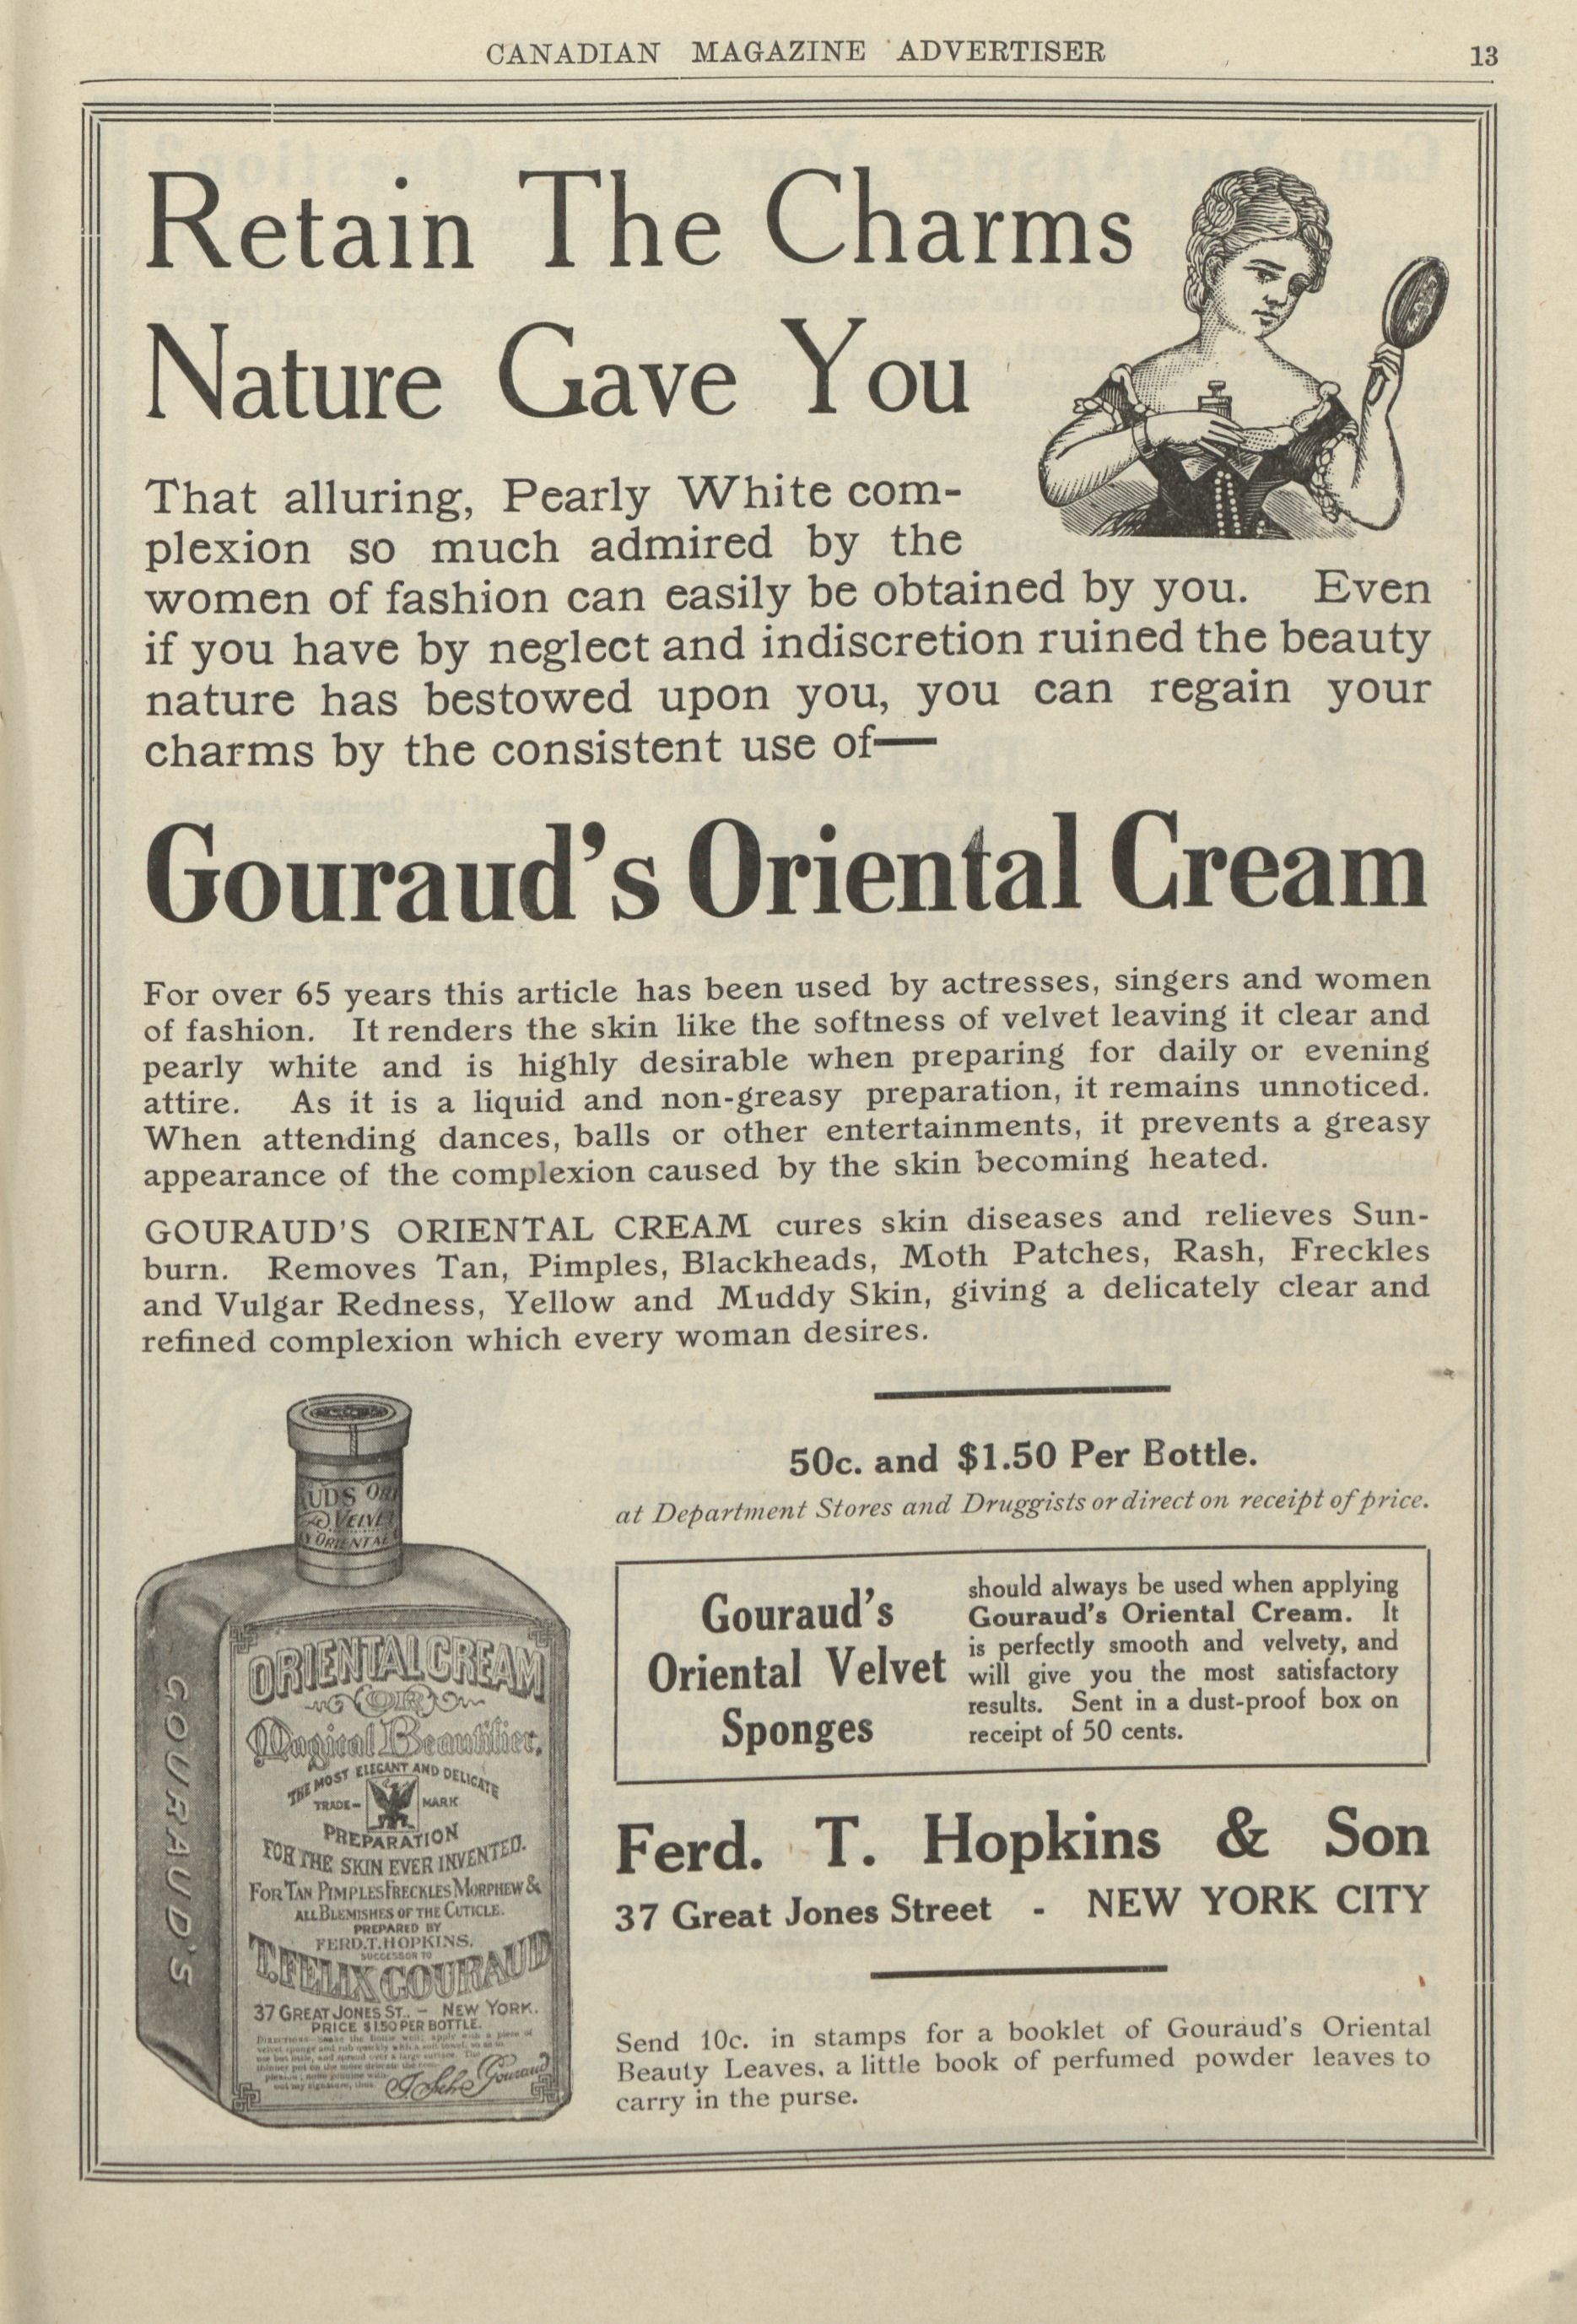 CANADIAN MAGAZINE ADVERTISER 13
Retain The Charms
Nature Gave You
That alluring, Pearly White com-
plexion so much admired by the
women of fashion can easily be obtained by you. Even
if you have by neglect and indiscretion ruined the beauty
nature has bestowed upon you, you can regain your
charms by the consistent use of—
Gouraud's Oriental Cream
For over 65 years this article has been used by actresses, singers and women
of fashion. It renders the skin like the softness of velvet leaving it clear and
pearly white and is highly desirable when preparing for daily or evening
attire. As it is a liquid and non-greasy preparation, it remains unnoticed.
When attending dances, balls or other entertainments, it prevents a greasy
appearance of the complexion caused by the skin becoming heated.
GOURAUD'S ORIENTAL CREAM cures skin diseases and relieves Sun-
burn. Removes Tan, Pimples, Blackheads, Moth Patches, Rash, Freckles
and Vulgar Redness, Yellow and Muddy Skin, giving a delicately clear and
refined complexion which every woman desires.
UDS ORI
VELVE
ORIENTAL
GOURAUD'S
ORIENTAL CREAM
OR
Magical Beautifier,
THE MOST ELEGANT AND DELICATE
TRADE- MARK
PREPARATION
FOR THE SKIN EVER INVENTED.
FOR TAN PIMPLES FRECKLES MORPHEW &
ALL BLEMISHES OF THE CUTICLE.
PREPARED BY
FERD. T. HOPKINS,
SUCCESSOR TO
T. FELIX GOURAUD
37 GREAT JONES ST. - NEW YORK.
PRICE $1.50 PER BOTTLE.
Gouraud
50c. and $1.50 Per Bottle.
at Department Stores and Druggists or direct on receipt of price.
Gouraud's
Oriental Velvet
Sponges
should always be used when applying
Gouraud's Oriental Cream. It
is perfectly smooth and velvety, and
will give you the most satisfactory
results. Sent in a dust-proof box on
receipt of 50 cents.
Ferd. T. Hopkins & Son
37 Great Jones Street - NEW YORK CITY
Send 10c. in stamps for a booklet of Gouraud's Oriental
Beauty Leaves, a little book of perfumed powder leaves to
carry in the purse.